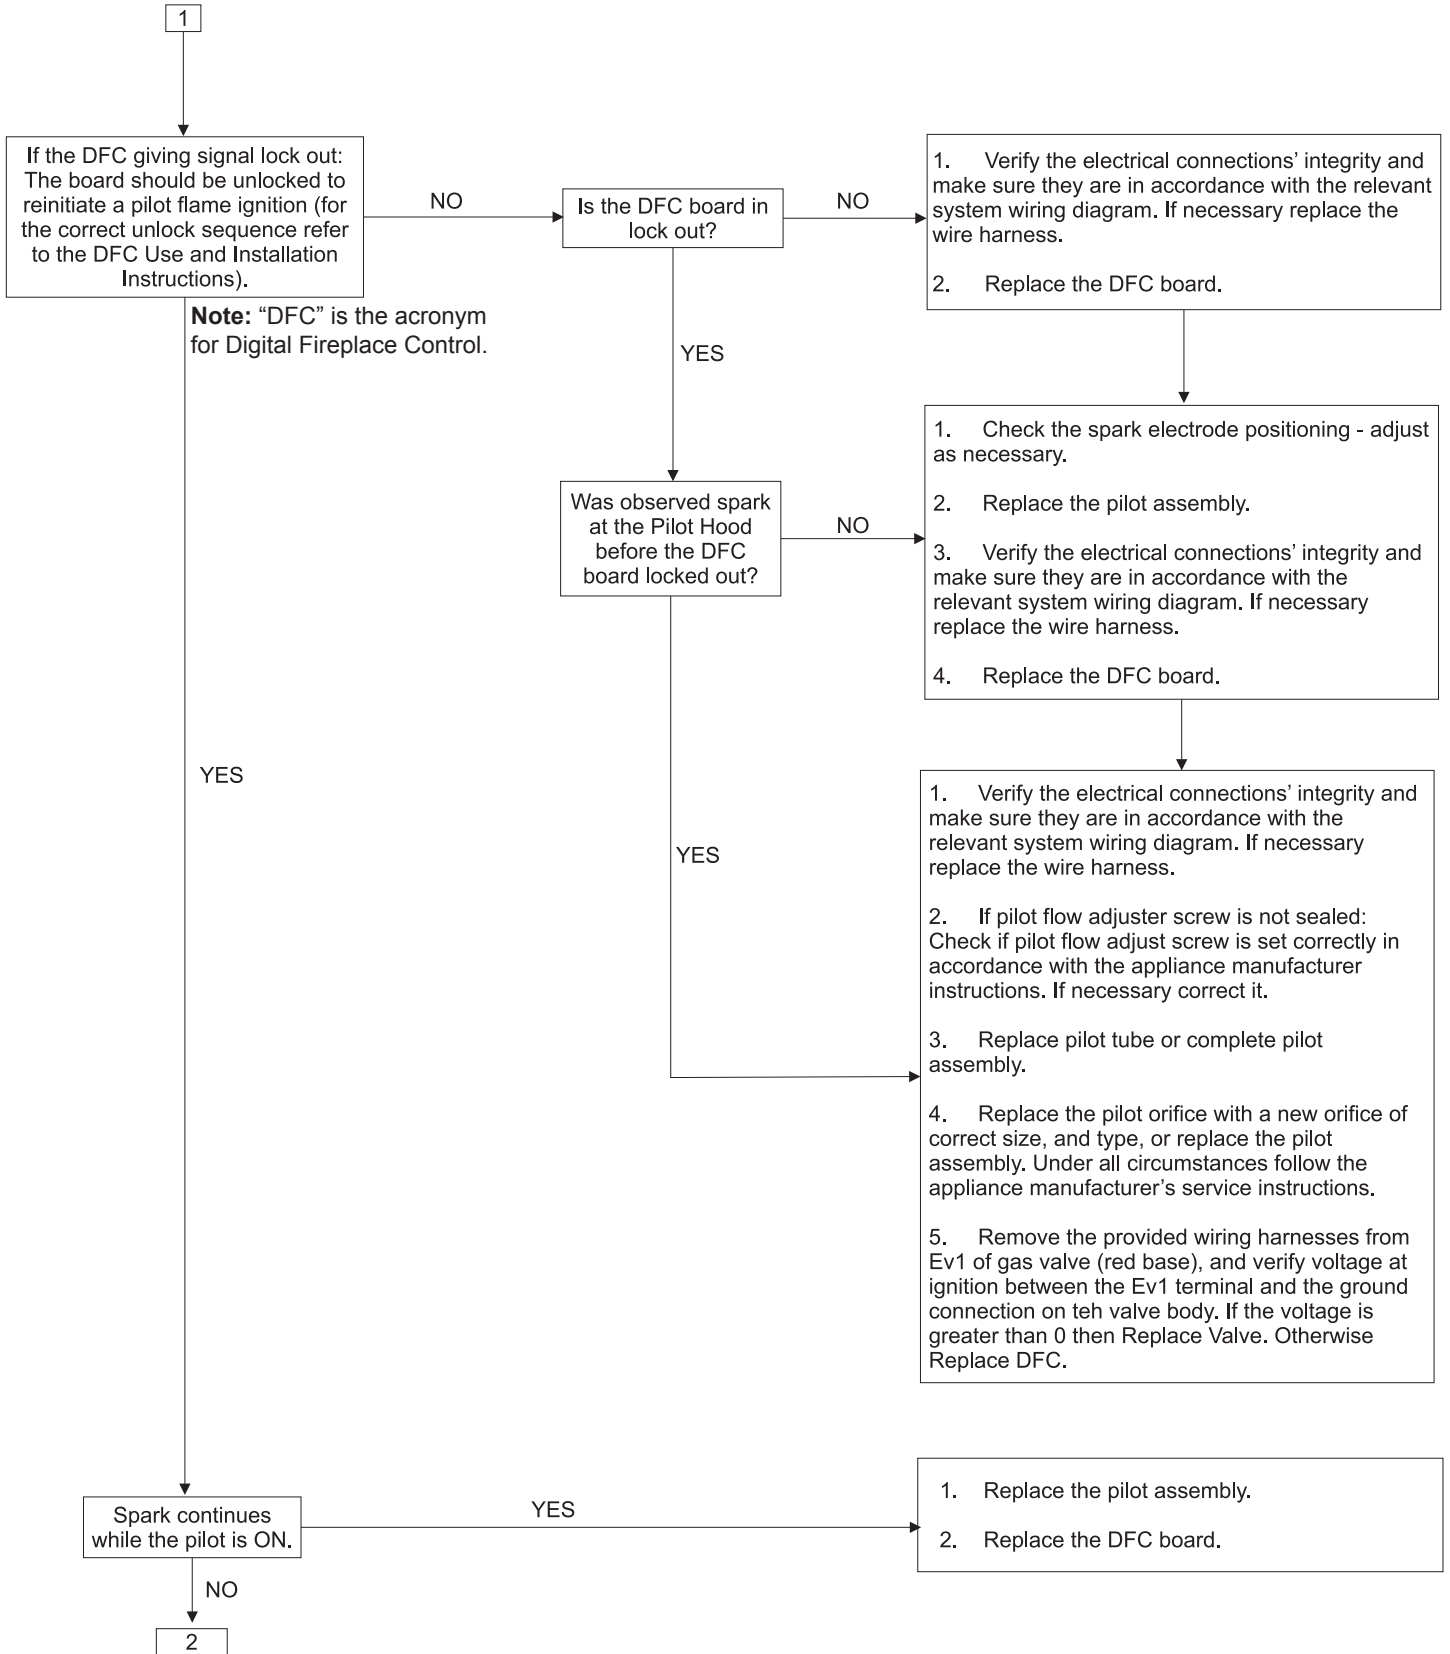 1
If the DFC giving signal lock out:
The board should be unlocked to
reinitiate a pilot flame ignition (for
the correct unlock sequence refer
to the DFC Use and Installation
Instructions).
NO
Is the DFC board in
lock out?
NO
1. Verify the electrical connections’ integrity and
make sure they are in accordance with the relevant
system wiring diagram. If necessary replace the
wire harness.
2. Replace the DFC board.
Note: “DFC” is the acronym
for Digital Fireplace Control.
YES
Was observed spark
at the Pilot Hood
before the DFC
board locked out?
NO
1. Check the spark electrode positioning - adjust
as necessary.
2. Replace the pilot assembly.
3. Verify the electrical connections’ integrity and
make sure they are in accordance with the
relevant system wiring diagram. If necessary
replace the wire harness.
4. Replace the DFC board.
YES
YES
1. Verify the electrical connections’ integrity and
make sure they are in accordance with the
relevant system wiring diagram. If necessary
replace the wire harness.
2. If pilot flow adjuster screw is not sealed:
Check if pilot flow adjust screw is set correctly in
accordance with the appliance manufacturer
instructions. If necessary correct it.
3. Replace pilot tube or complete pilot
assembly.
4. Replace the pilot orifice with a new orifice of
correct size, and type, or replace the pilot
assembly. Under all circumstances follow the
appliance manufacturer’s service instructions.
5. Remove the provided wiring harnesses from
Ev1 of gas valve (red base), and verify voltage at
ignition between the Ev1 terminal and the ground
connection on teh valve body. If the voltage is
greater than 0 then Replace Valve. Otherwise
Replace DFC.
Spark continues
while the pilot is ON.
YES
1. Replace the pilot assembly.
2. Replace the DFC board.
NO
2